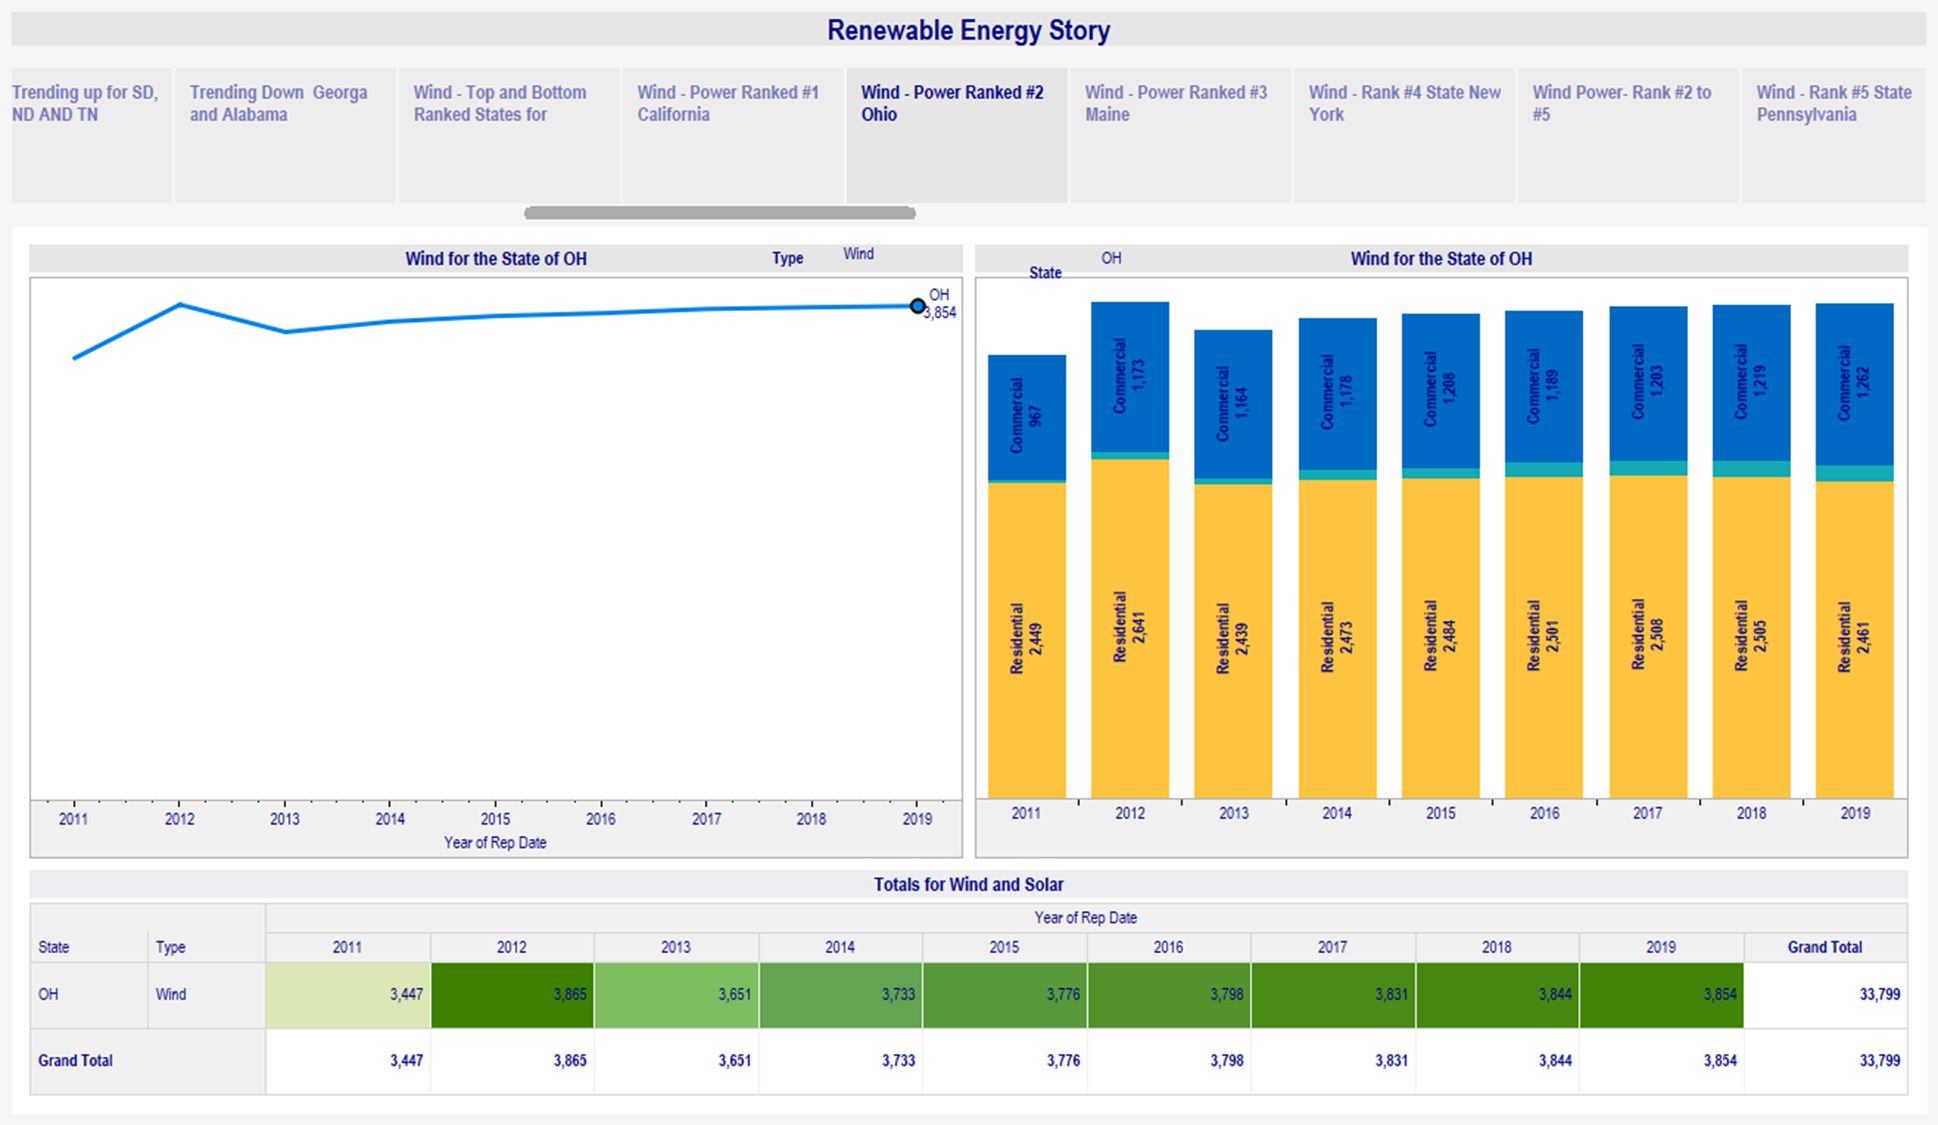 Renewable Energy Story
Trending up for SD,
ND AND TN
Trending Down  Georga
and Alabama
Wind - Top and Bottom
Ranked States for
Wind - Power Ranked #1
California
Wind - Power Ranked #2
Ohio
Wind - Power Ranked #3
Maine
Wind - Rank #4 State New
York
Wind Power- Rank #2 to
#5
Wind - Rank #5 State
Pennsylvania
Wind for the State of OH
Type
Wind
OH
3,854
2011 2012 2013 2014 2015 2016 2017 2018 2019
Year of Rep Date
State
OH
Wind for the State of OH
Commercial
967
Commercial
1,173
Commercial
1,164
Commercial
1,178
Commercial
1,208
Commercial
1,189
Commercial
1,203
Commercial
1,219
Commercial
1,262
Residential
2,449
Residential
2,641
Residential
2,439
Residential
2,473
Residential
2,484
Residential
2,501
Residential
2,508
Residential
2,505
Residential
2,461
2011 2012 2013 2014 2015 2016 2017 2018 2019
Totals for Wind and Solar
Year of Rep Date
State Type 2011 2012 2013 2014 2015 2016 2017 2018 2019 Grand Total
OH Wind 3,447 3,865 3,651 3,733 3,776 3,798 3,831 3,844 3,854 33,799
Grand Total 3,447 3,865 3,651 3,733 3,776 3,798 3,831 3,844 3,854 33,799